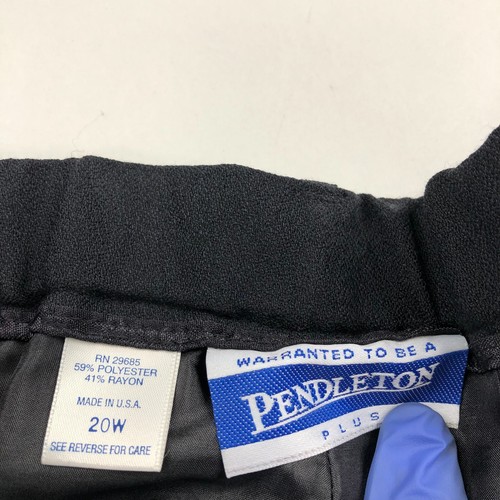 RN 29685
59% POLYESTER
41% RAYON
MADE IN U.S.A.
20W
SEE REVERSE FOR CARE
WARRANTED TO BE A
PENDLETON
PLUS